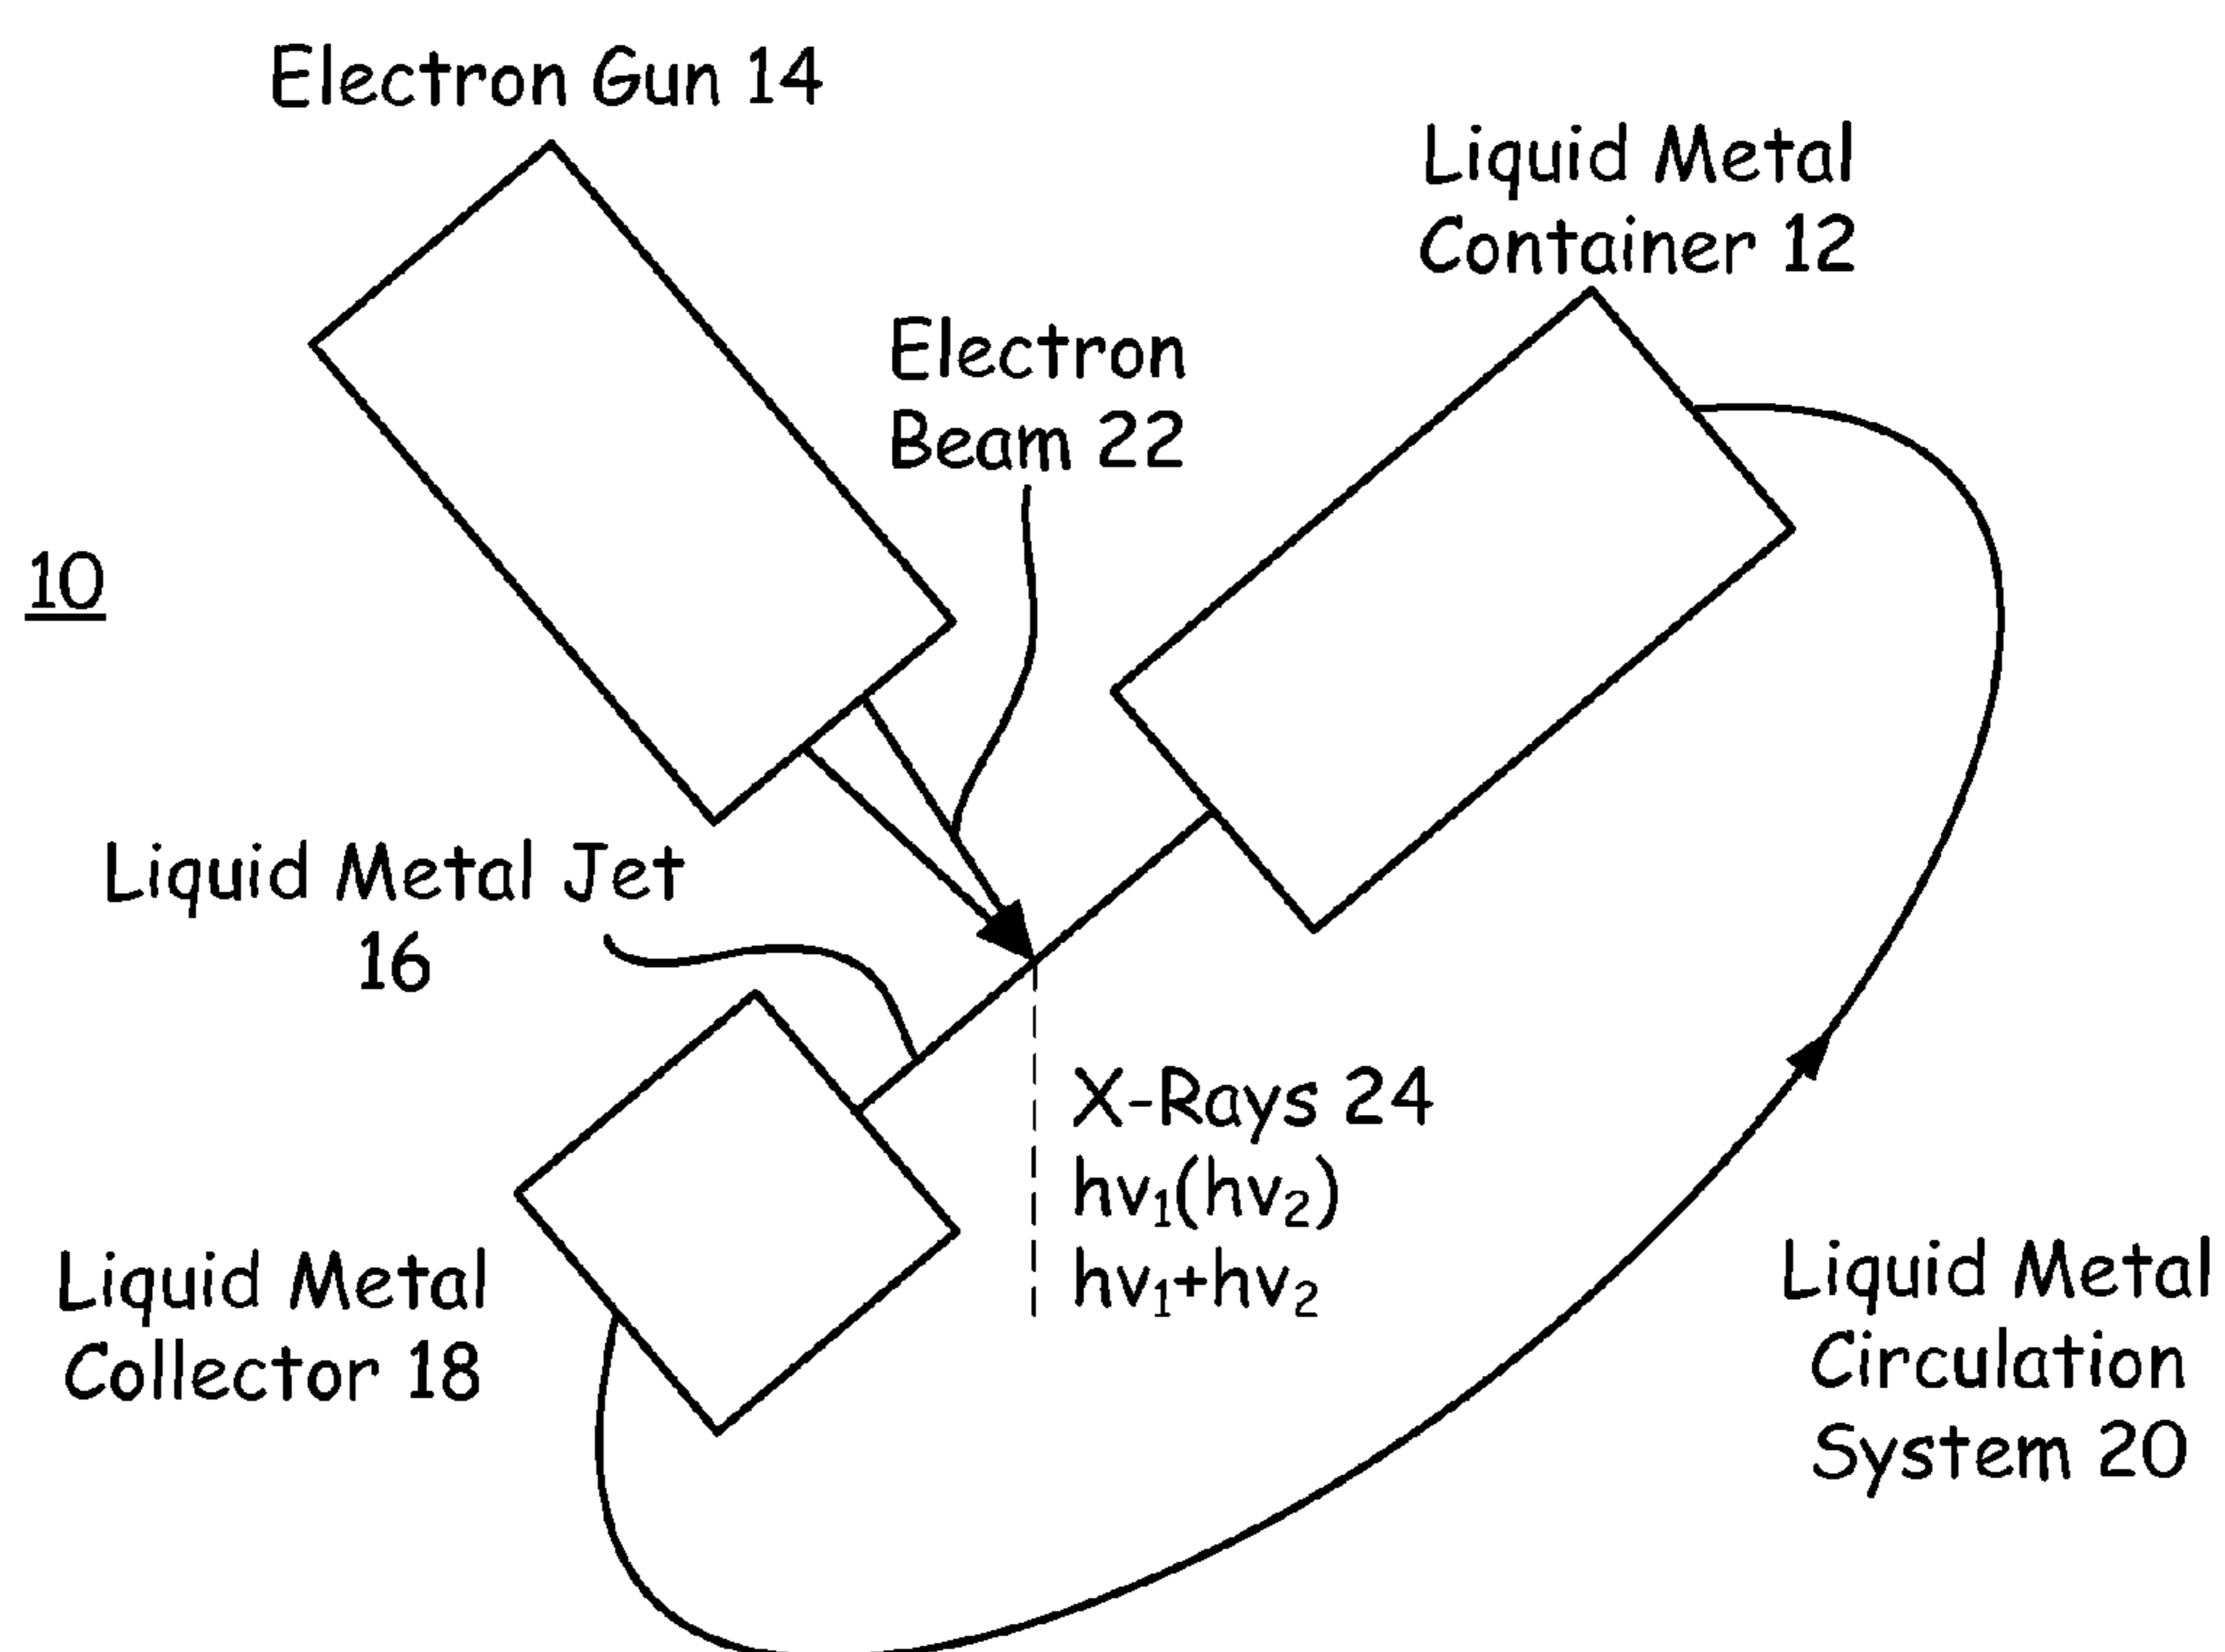 Electron Gun 14
Liquid Metal
Container 12
Electron
Beam 22
10
Liquid Metal Jet
16
X-Rays 24
hν₁(hν₂)
hν₁+hν₂
Liquid Metal
Collector 18
Liquid Metal
Circulation
System 20